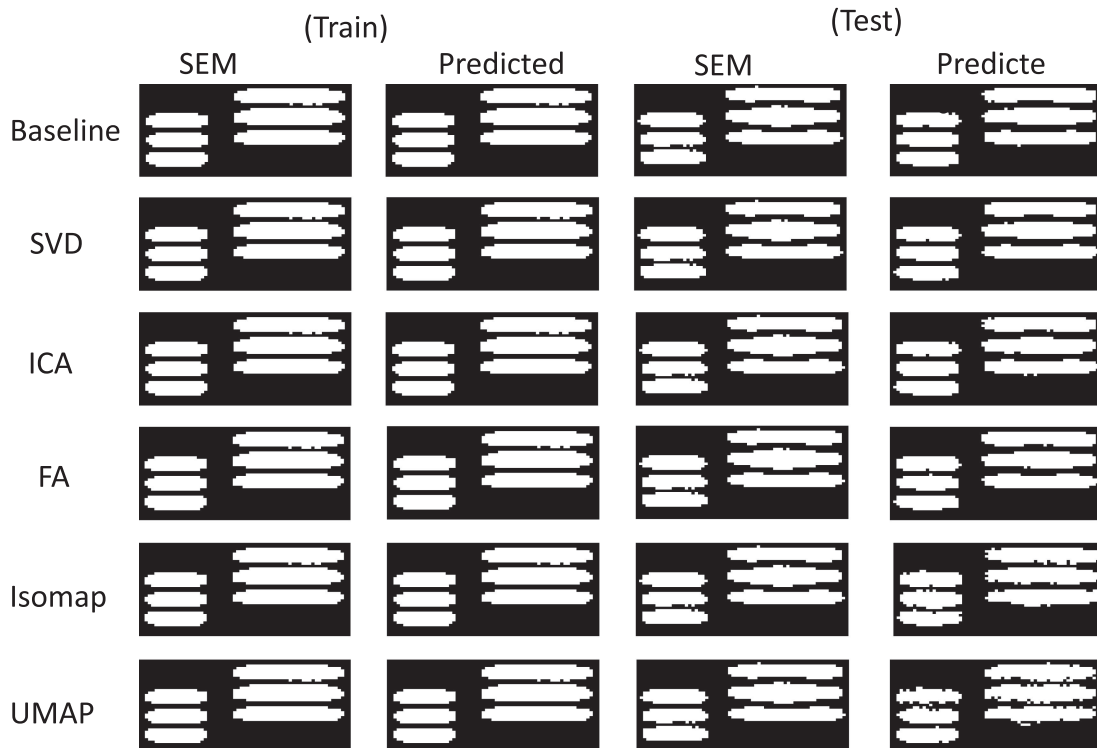 (Train) (Test)
SEM Predicted SEM Predicte
Baseline
SVD
ICA
FA
Isomap
UMAP